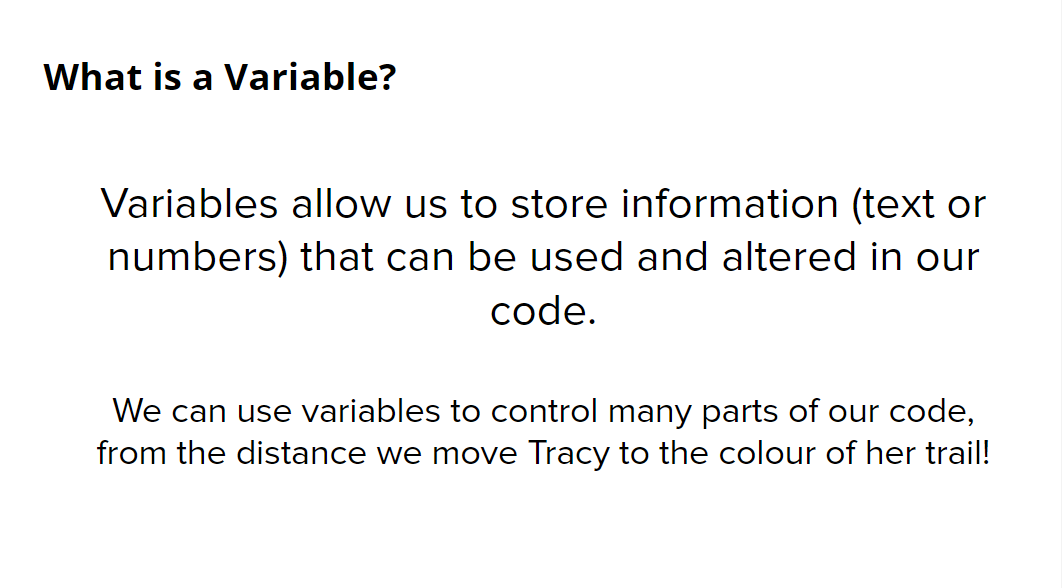 What is a Variable?
Variables allow us to store information (text or
numbers) that can be used and altered in our
code.
We can use variables to control many parts of our code,
from the distance we move Tracy to the colour of her trail!